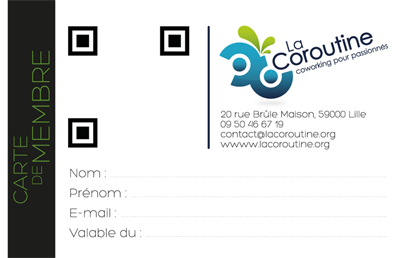 CARTE
DE MEMBRE
La
Coroutine
coworking pour passionnés
20 rue Brûle Maison, 59000 Lille
09 50 46 67 19
contact@lacoroutine.org
www.lacoroutine.org
Nom :
Prénom :
E-mail :
Valable du :